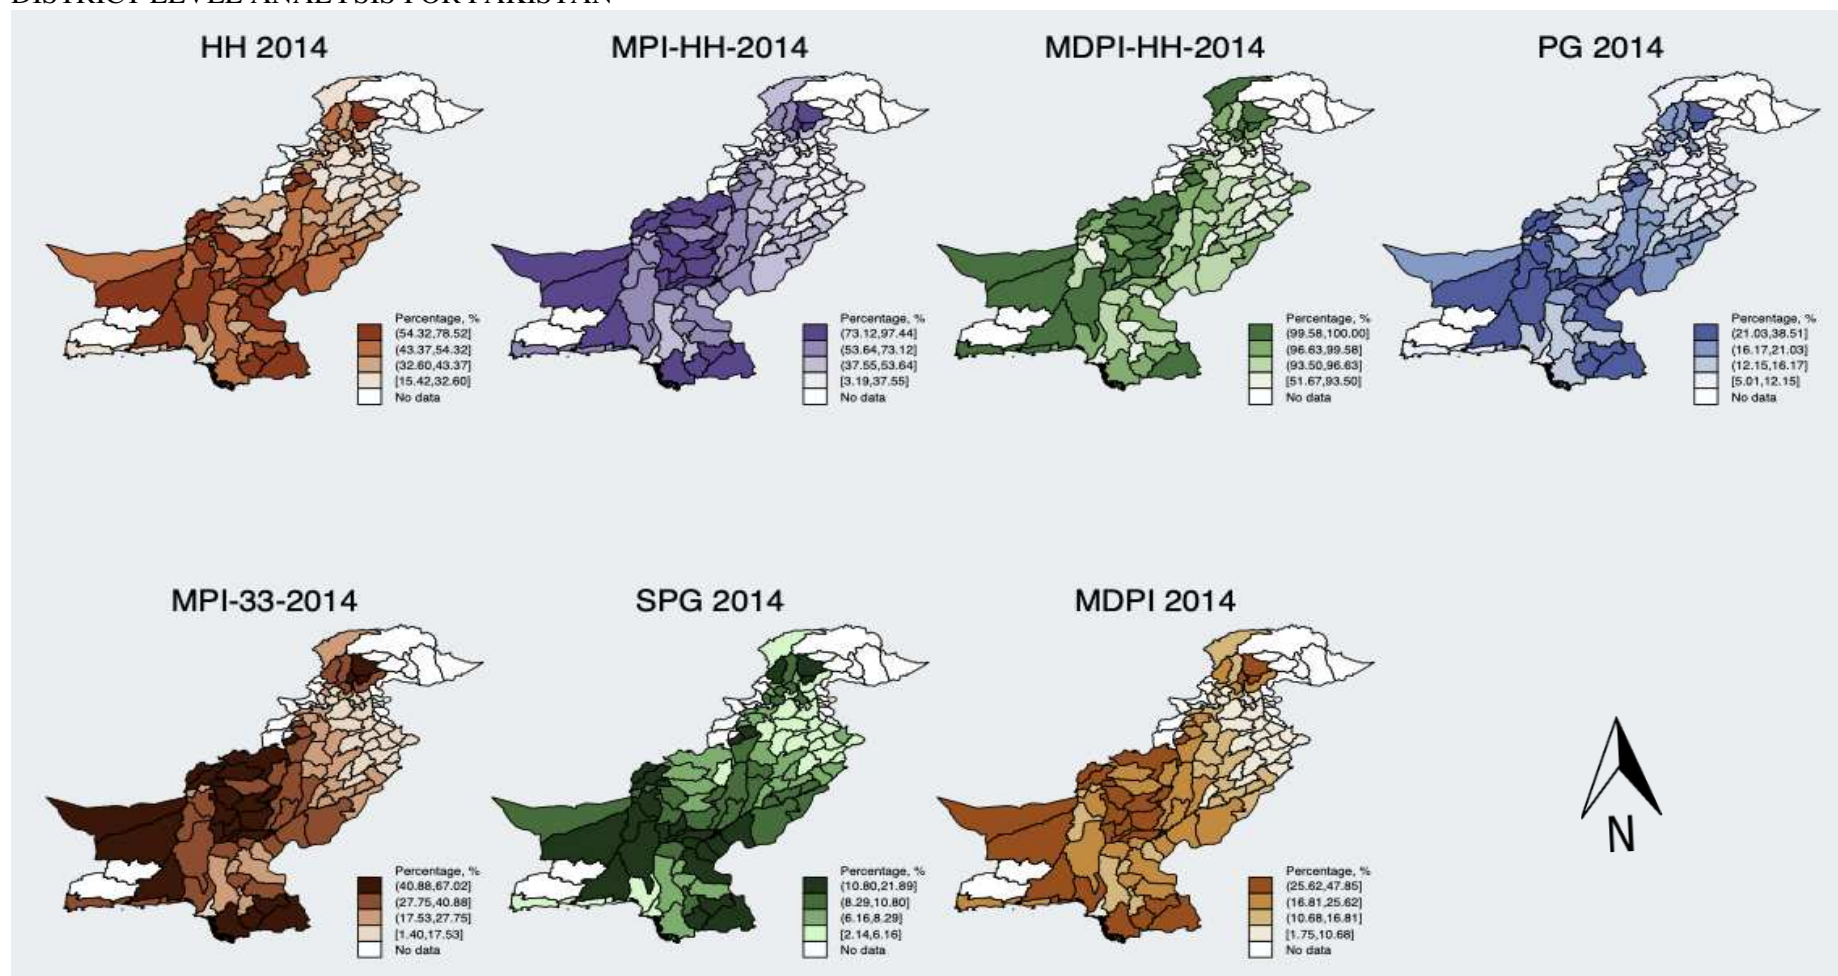 DISTRICT LEVEL ANALYSIS FOR PAKISTAN
HH 2014
Percentage, %
(54.32,78.52]
(43.37,54.32]
(32.60,43.37]
[15.42,32.60]
No data
MPI-HH-2014
Percentage, %
(73.12,97.44]
(53.64,73.12]
(37.55,53.64]
[3.19,37.55]
No data
MDPI-HH-2014
Percentage, %
(99.58,100.00]
(96.63,99.58]
(93.50,96.63]
[51.67,93.50]
No data
PG 2014
Percentage, %
(21.03,38.51]
(16.17,21.03]
(12.15,16.17]
[5.01,12.15]
No data
MPI-33-2014
Percentage, %
(40.88,67.02]
(27.75,40.88]
(17.53,27.75]
[1.40,17.53]
No data
SPG 2014
Percentage, %
(10.80,21.89]
(8.29,10.80]
(6.16,8.29]
[2.14,6.16]
No data
MDPI 2014
Percentage, %
(25.62,47.85]
(16.81,25.62]
(10.68,16.81]
[1.75,10.68]
No data
N